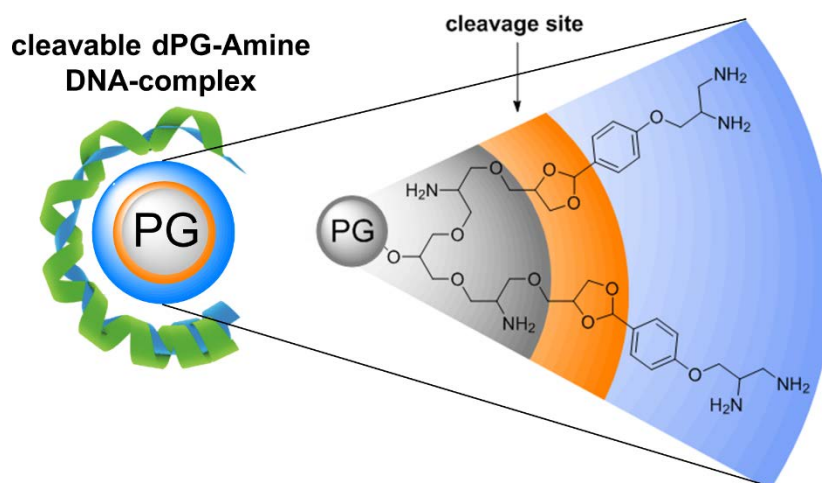 cleavable dPG-Amine
DNA-complex
cleavage site
PG
PG
NH₂
NH₂
O
O
O
O
H₂N
O
O
O
O
O
NH₂
O
O
O
NH₂
H₂N